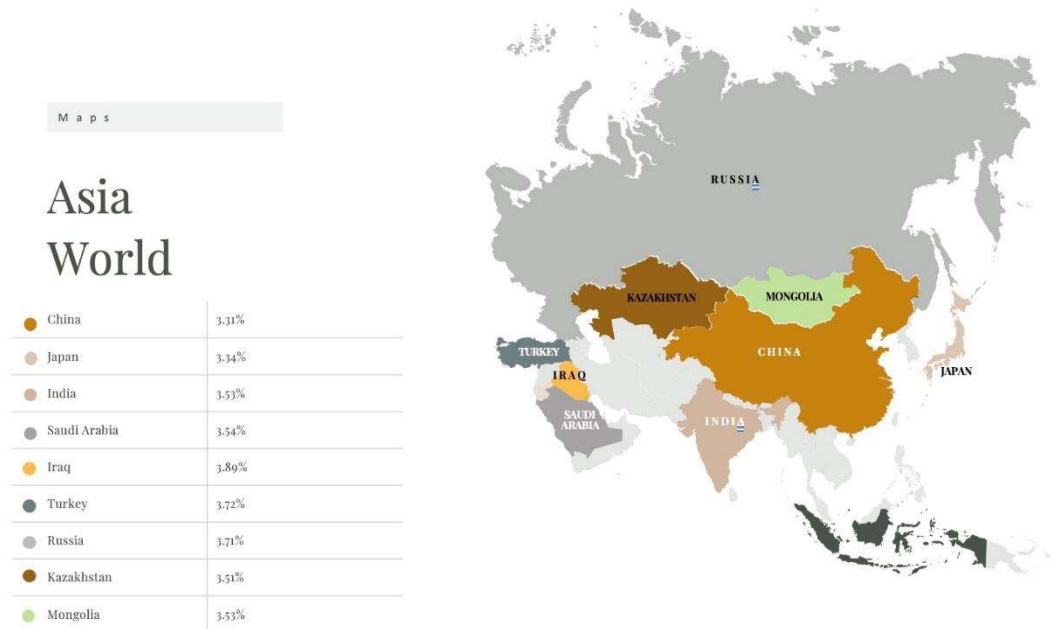 Maps
Asia
World
China 3.31%
Japan 3.34%
India 3.53%
Saudi Arabia 3.54%
Iraq 3.89%
Turkey 3.72%
Russia 3.71%
Kazakhstan 3.51%
Mongolia 3.53%
RUSSIA
KAZAKHSTAN
MONGOLIA
TURKEY
CHINA
IRAQ
JAPAN
SAUDI
ARABIA
INDIA